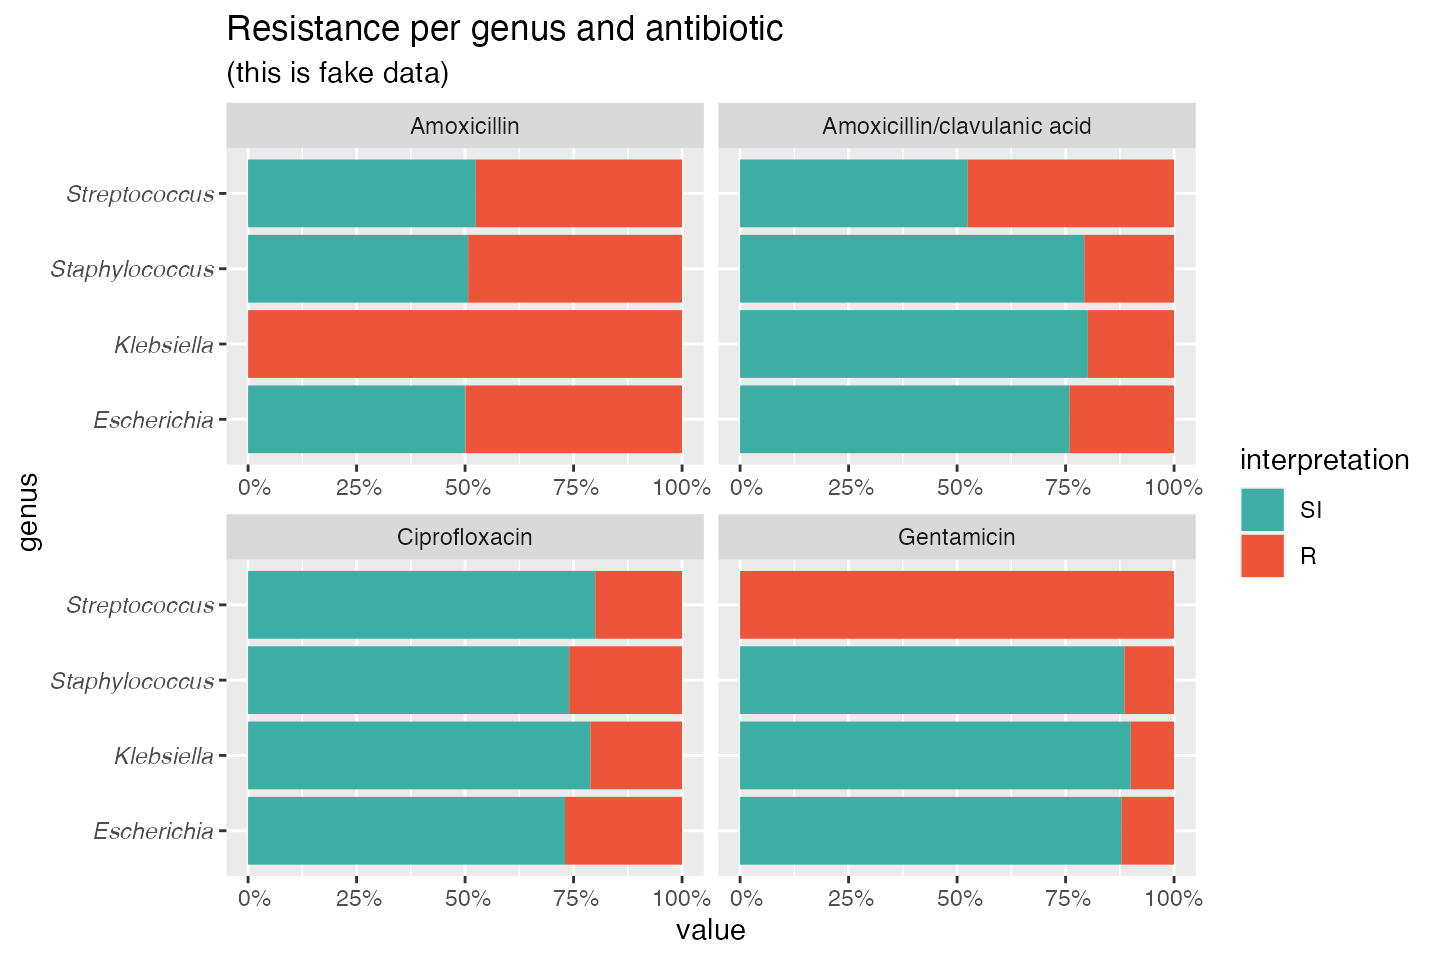 Resistance per genus and antibiotic
(this is fake data)
Amoxicillin
Amoxicillin/clavulanic acid
Streptococcus
Staphylococcus
Klebsiella
Escherichia
0% 25% 50% 75% 100%
0% 25% 50% 75% 100%
Ciprofloxacin
Gentamicin
Streptococcus
Staphylococcus
Klebsiella
Escherichia
0% 25% 50% 75% 100%
0% 25% 50% 75% 100%
value
genus
interpretation
SI
R